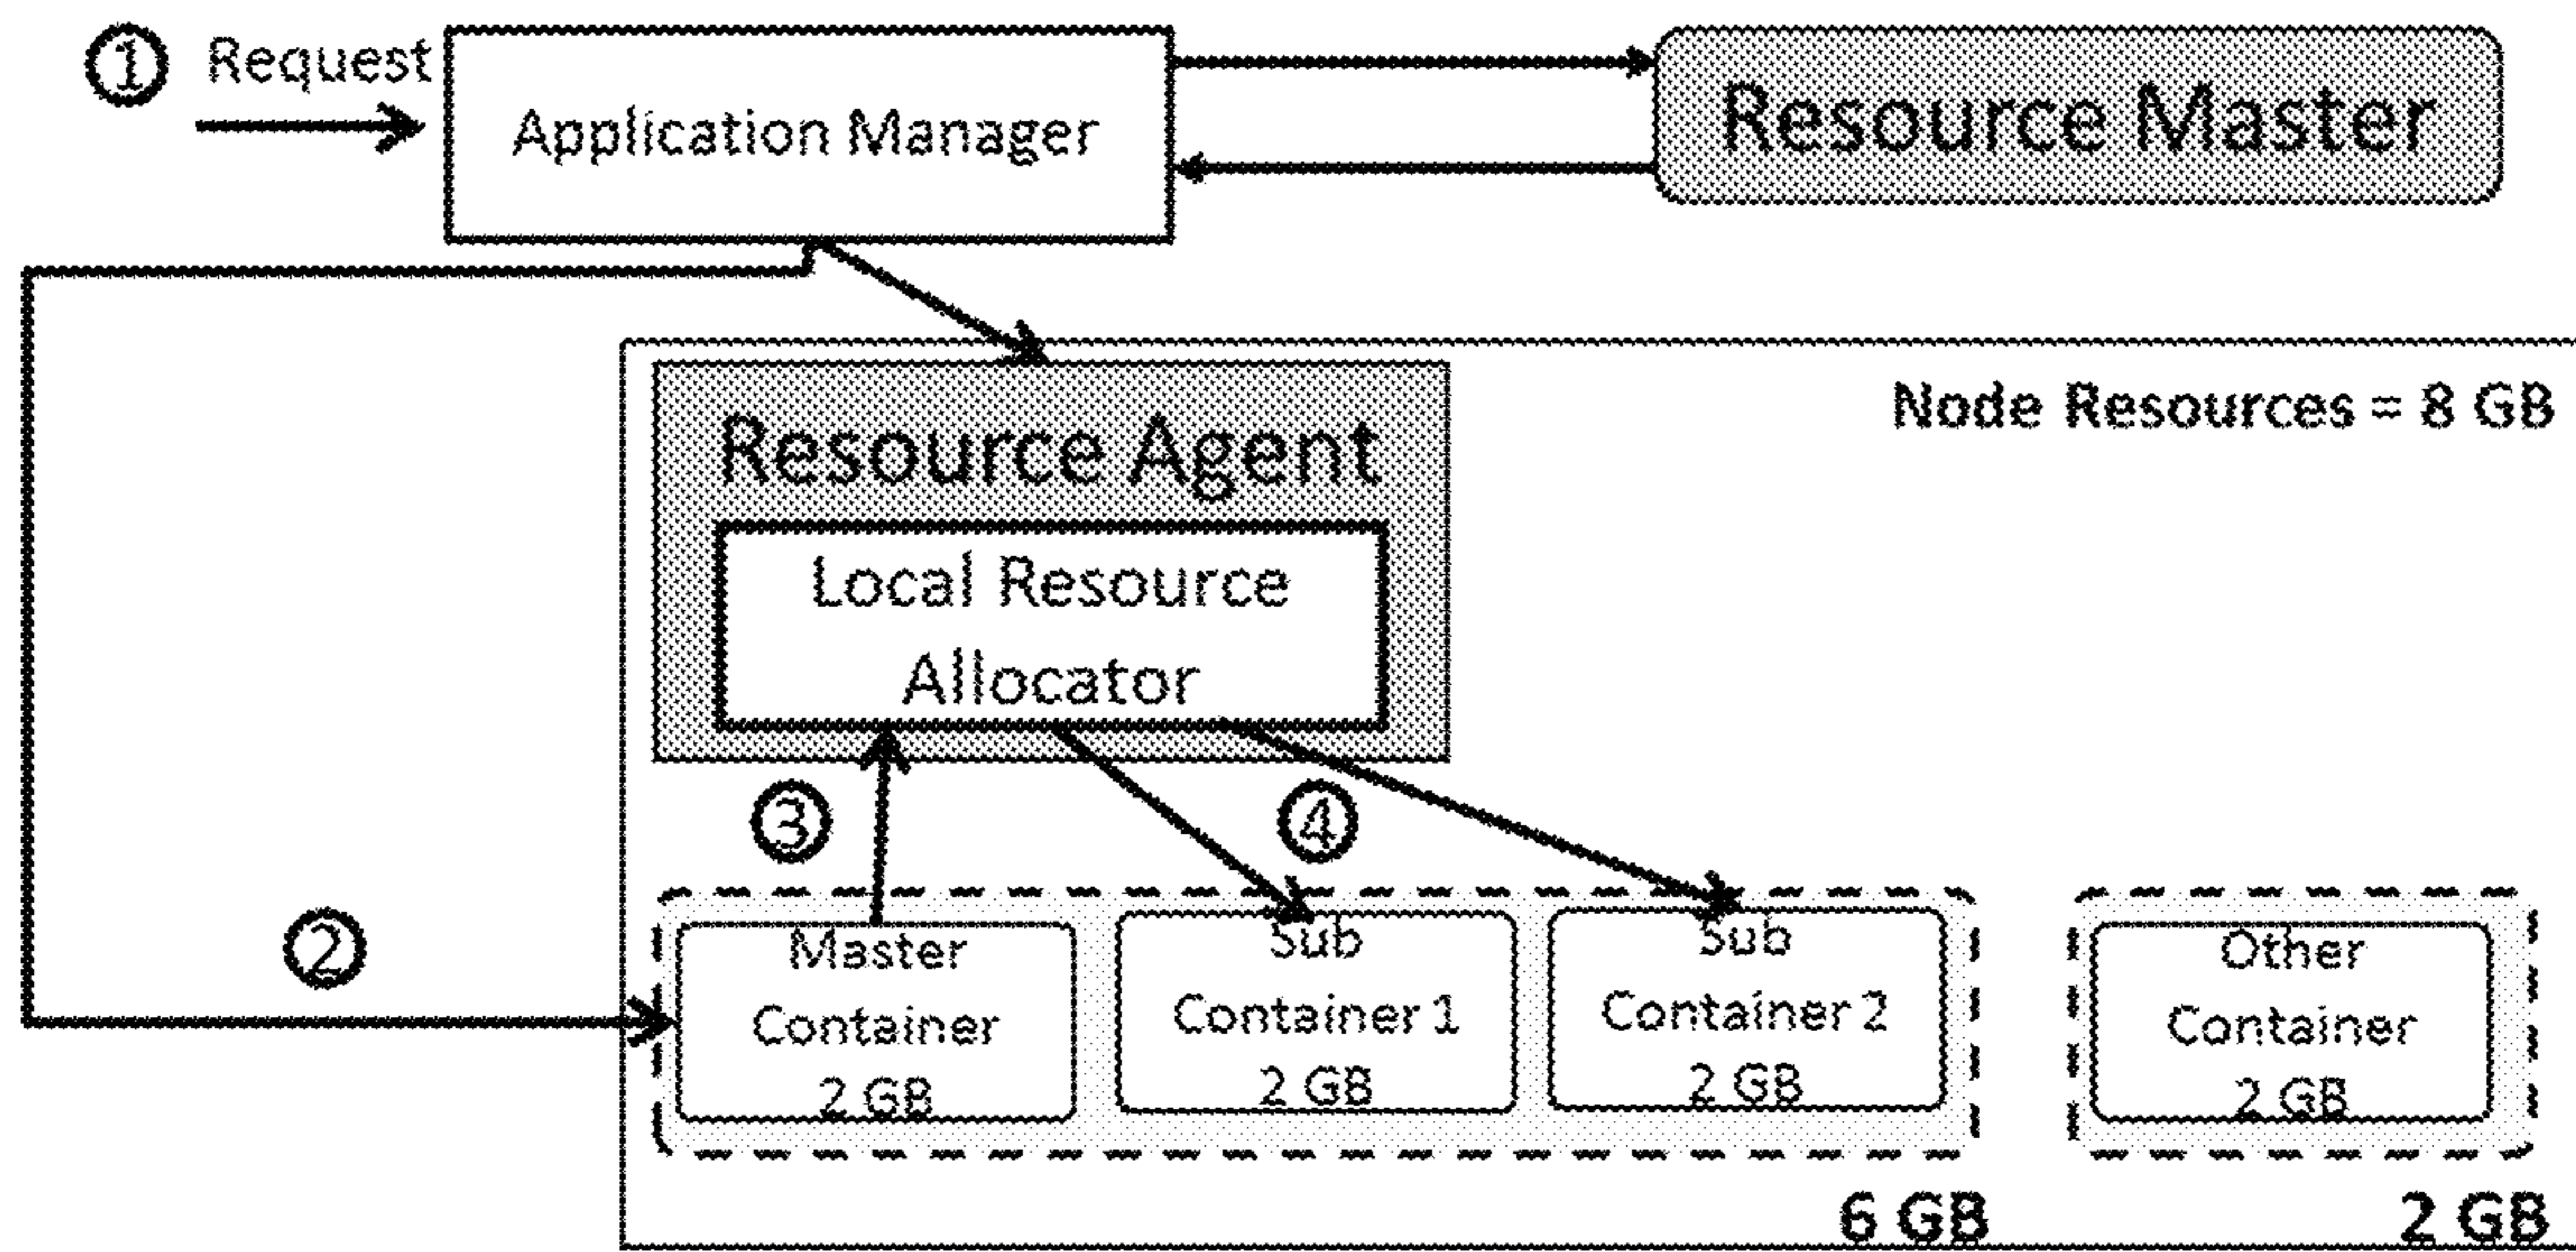 ① Request
Application Manager
Resource Master
Node Resources = 8 GB
Resource Agent
Local Resource
Allocator
③
④
②
Master
Container
2 GB
Sub
Container 1
2 GB
Sub
Container 2
2 GB
Other
Container
2 GB
6 GB
2 GB